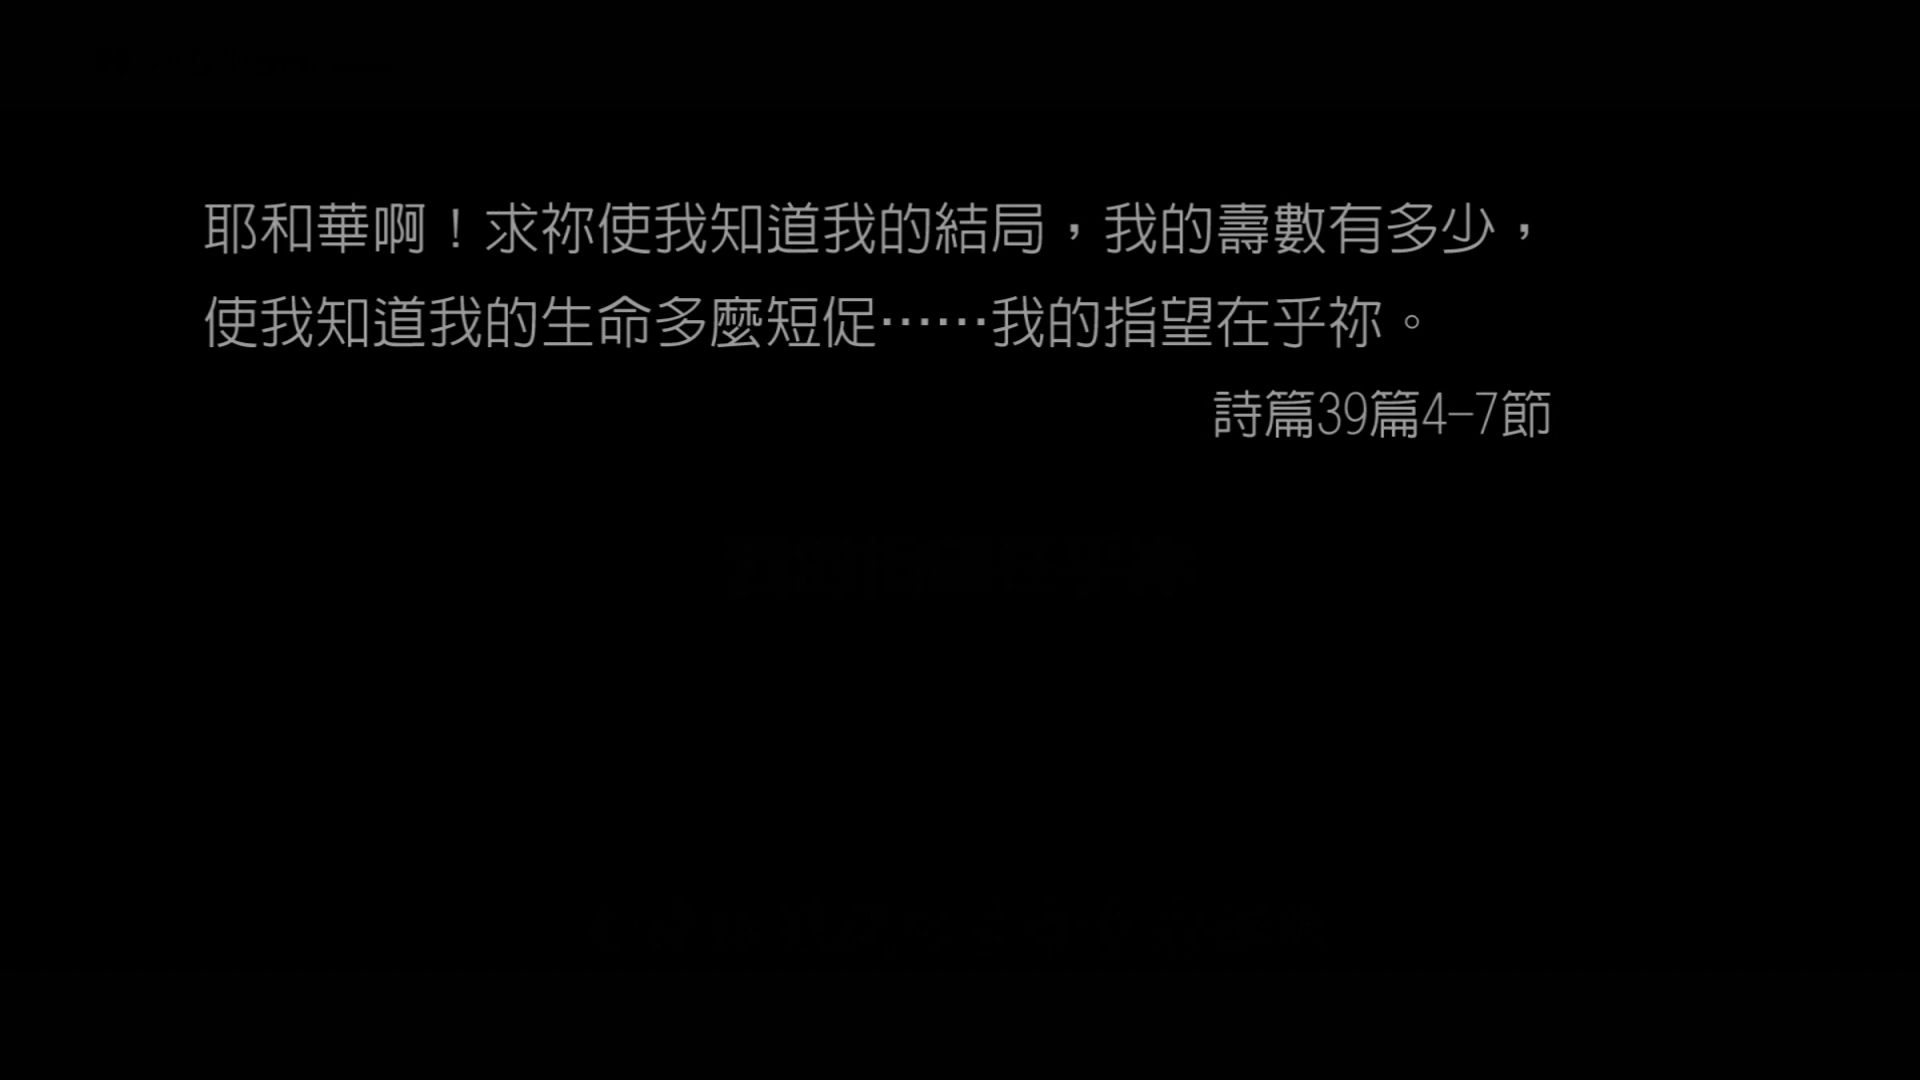 耶和華啊！求祢使我知道我的結局，我的壽數有多少，
使我知道我的生命多麼短促⋯⋯我的指望在乎祢。
詩篇39篇4-7節